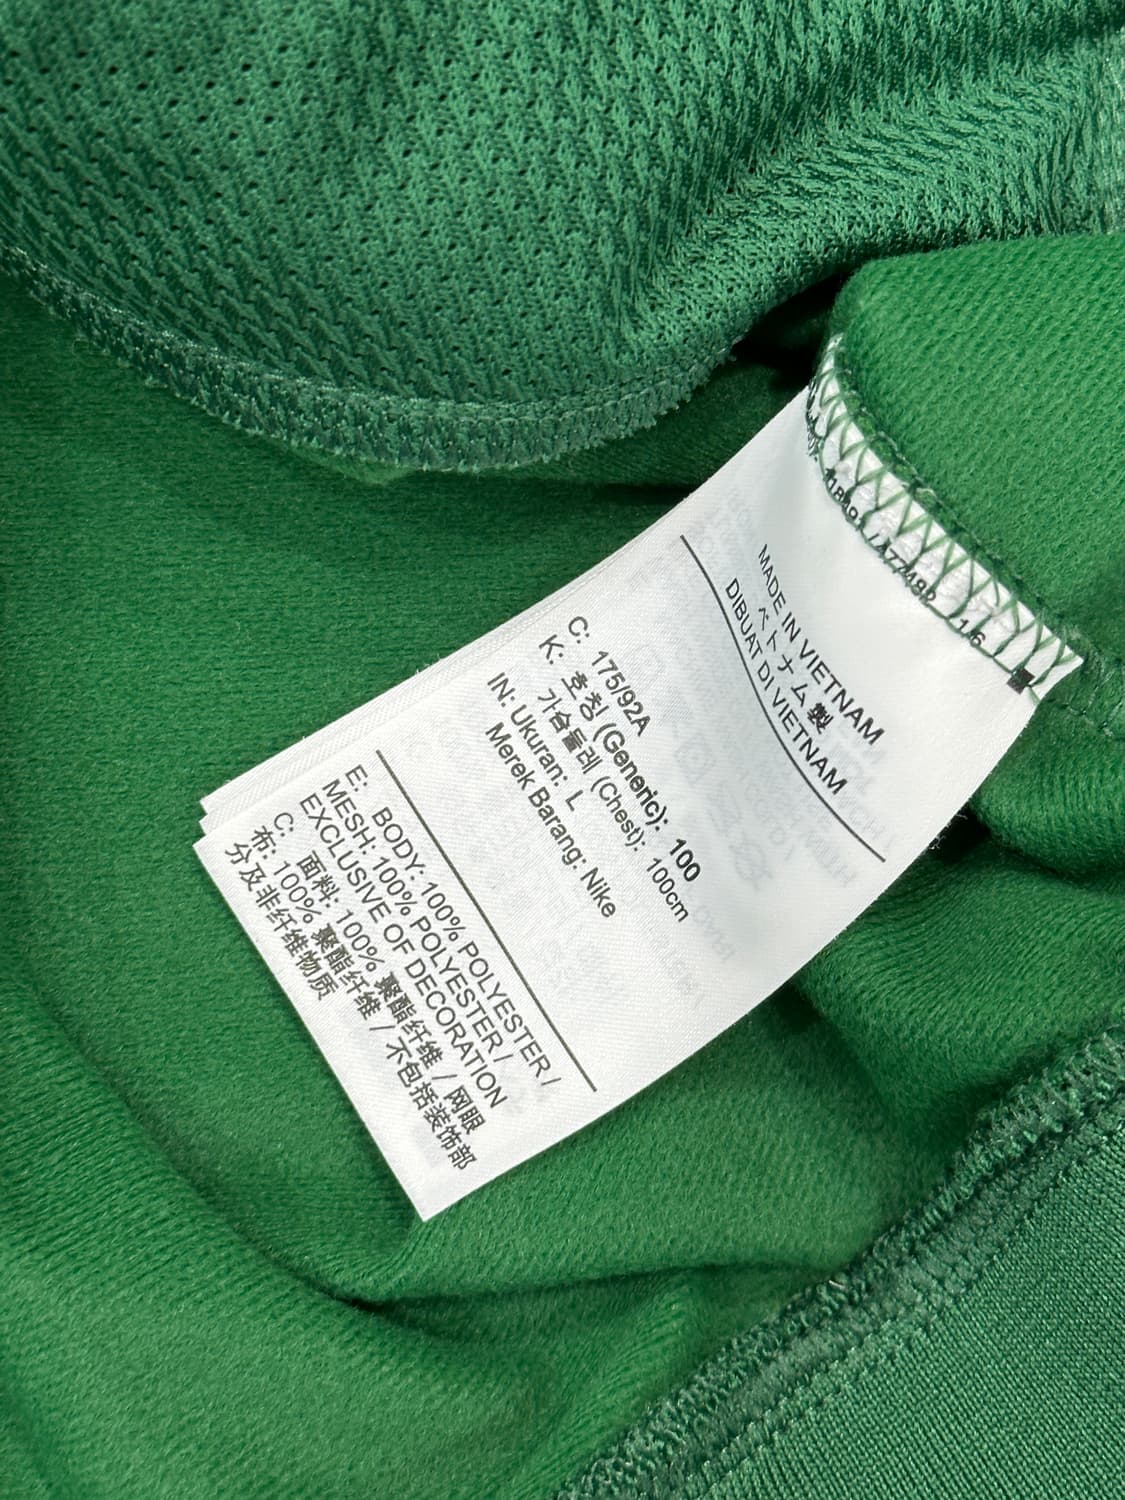 MADE IN VIETNAM
ベトナム製
DIBUAT DI VIETNAM
C: 175/92A
K: 호칭 (Generic): 100
가슴둘레 (Chest): 100cm
IN: Ukuran: L
Merek Barang: Nike
E: BODY: 100% POLYESTER /
MESH: 100% POLYESTER /
EXCLUSIVE OF DECORATION
C: 面料: 100% 聚酯纤维 / 网眼
布: 100% 聚酯纤维 / 不包括装饰部
分及非纤维物质